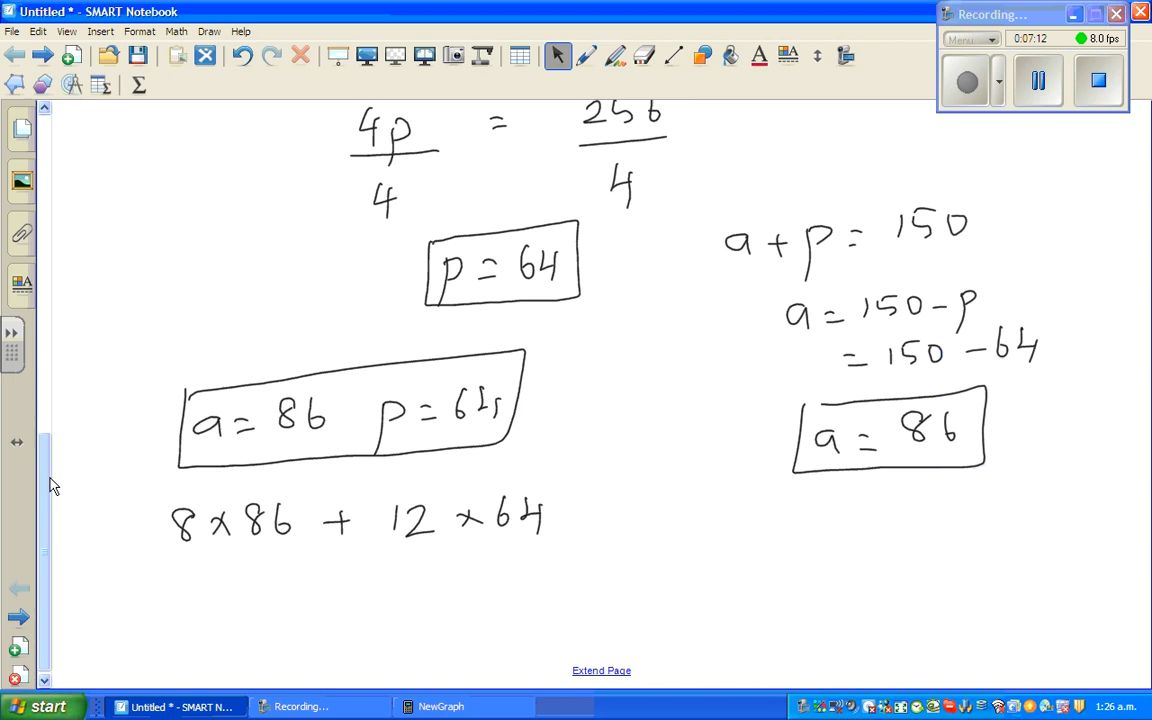 Untitled * - SMART Notebook
Recording...
File Edit View Insert Format Math Draw Help
Menu 0:07:12 8.0 fps
4p = 256
4 4
p = 64
a + p = 150
a = 150 - p
= 150 - 64
a = 86
a = 86 p = 64
8 × 86 + 12 × 64
Extend Page
start Untitled * - SMART N... Recording... NewGraph 1:26 a.m.